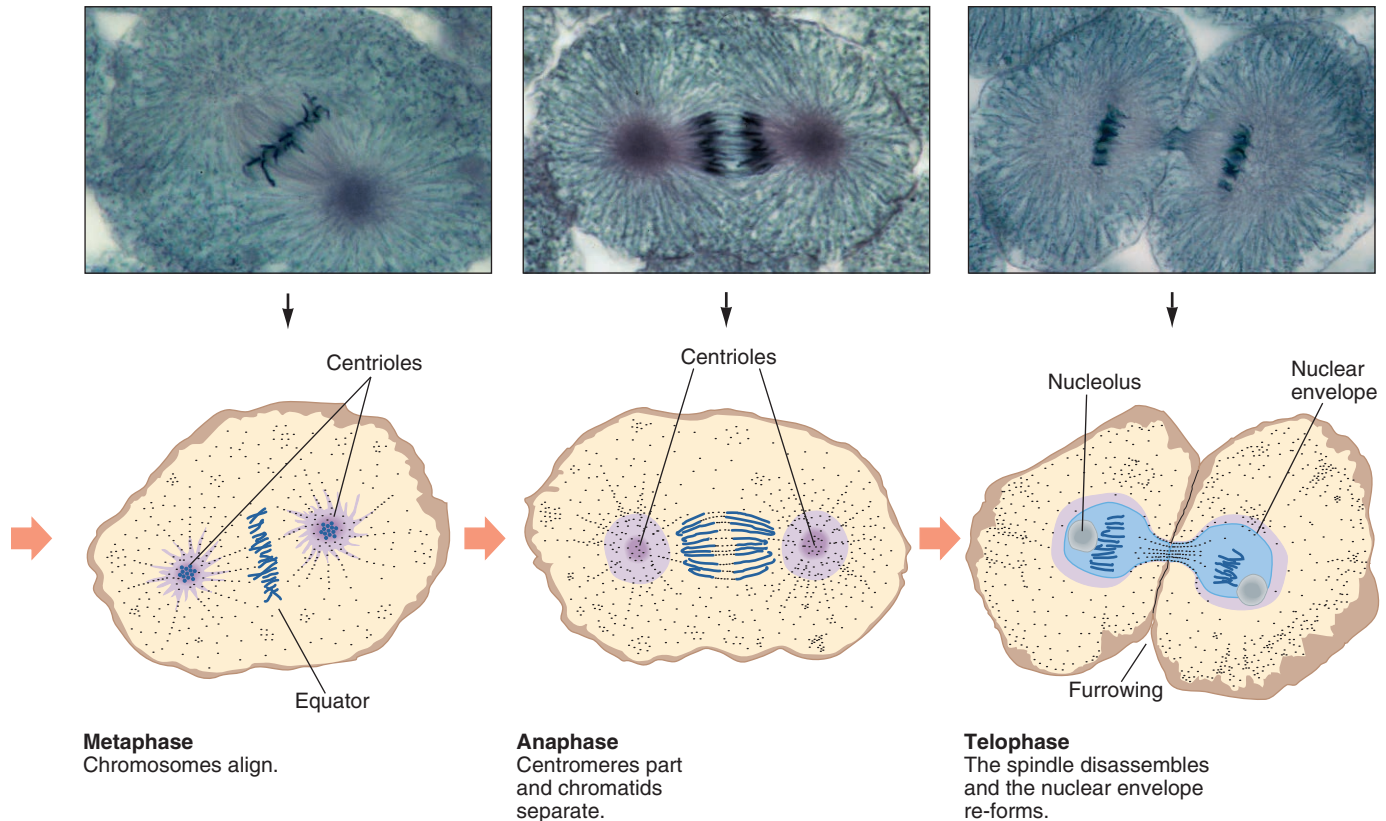 Centrioles
Centrioles
Nucleolus
Nuclear
envelope
Equator
Furrowing
Metaphase
Chromosomes align.
Anaphase
Centromeres part
and chromatids
separate.
Telophase
The spindle disassembles
and the nuclear envelope
re-forms.